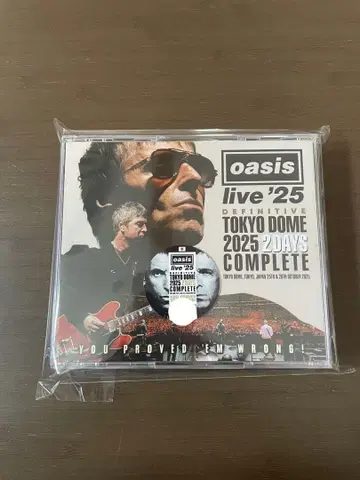 oasis
live '25
DEFINITIVE
TOKYO DOME
2025 2DAYS
COMPLETE
TOKYO DOME, TOKYO, JAPAN 25TH & 26TH OCTOBER 2025
oasis
live '25
TOKYO DOME
COMPLETE
YOU PROVED 'EM WRONG!